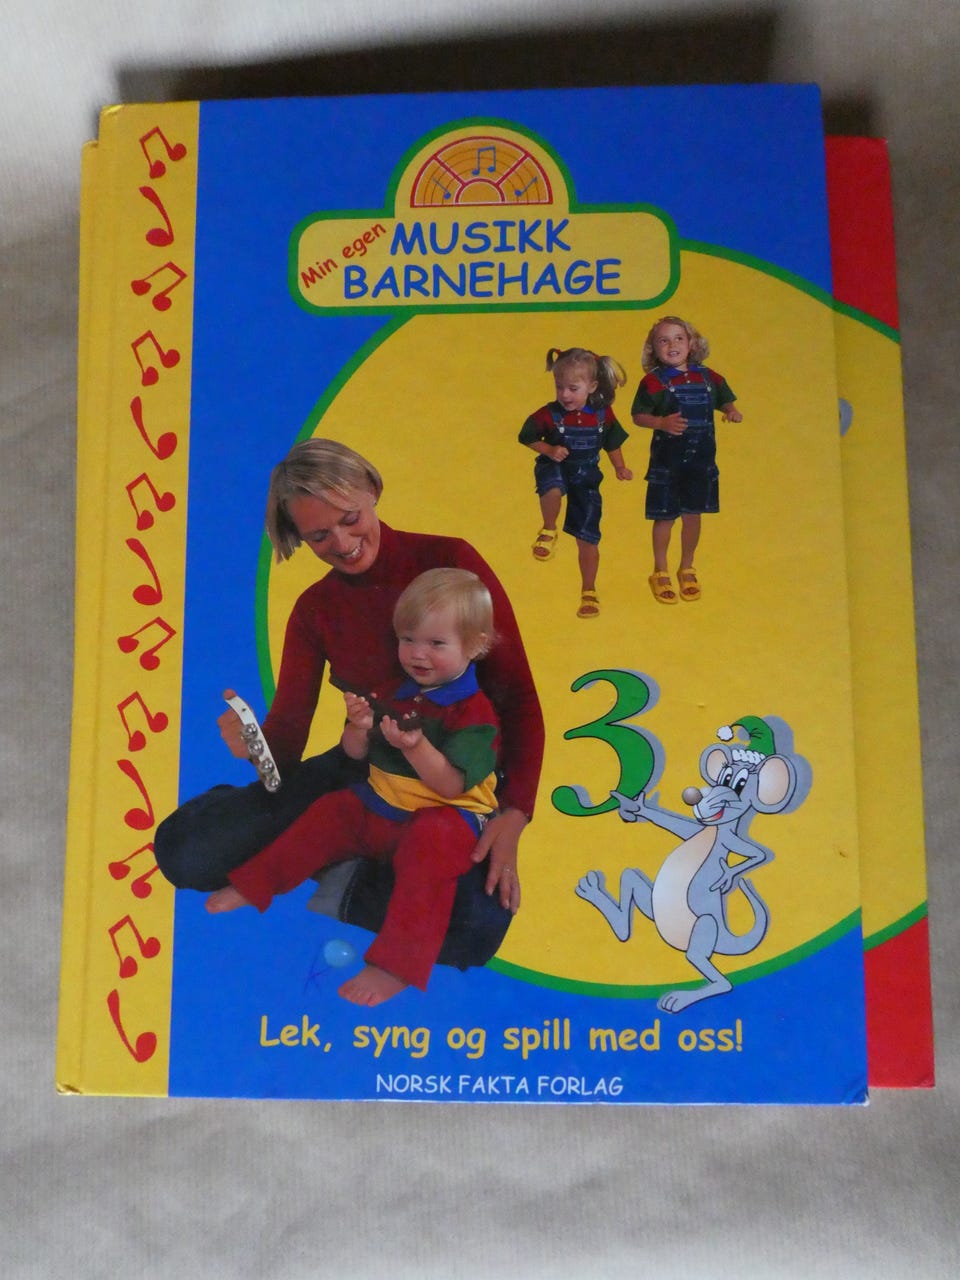 Min egen
MUSIKK
BARNEHAGE
3
Lek, syng og spill med oss!
NORSK FAKTA FORLAG